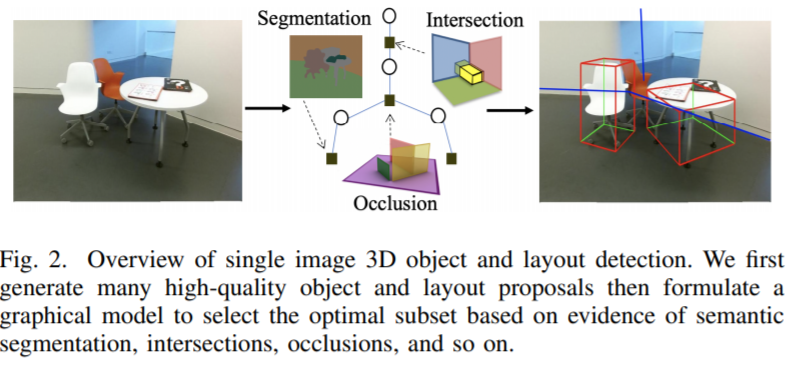 Segmentation
Intersection
Occlusion
Fig. 2. Overview of single image 3D object and layout detection. We first
generate many high-quality object and layout proposals then formulate a
graphical model to select the optimal subset based on evidence of semantic
segmentation, intersections, occlusions, and so on.